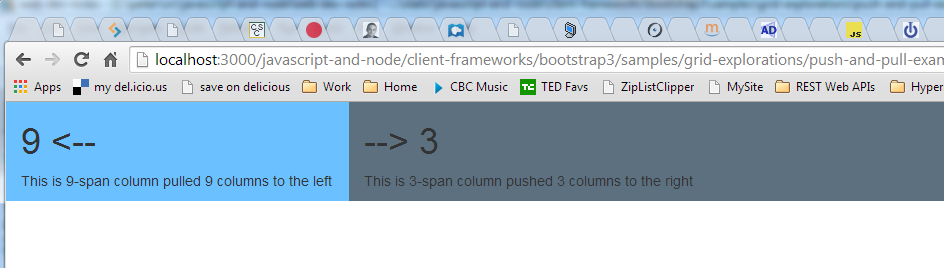 CSC
m
AD
JS
localhost:3000/javascript-and-node/client-frameworks/bootstrap3/samples/grid-explorations/push-and-pull-exam
Apps my del.icio.us save on delicious Work Home CBC Music TED Favs ZipListClipper MySite REST Web APIs Hyper
9 <-- --> 3
This is 9-span column pulled 9 columns to the left This is 3-span column pushed 3 columns to the right